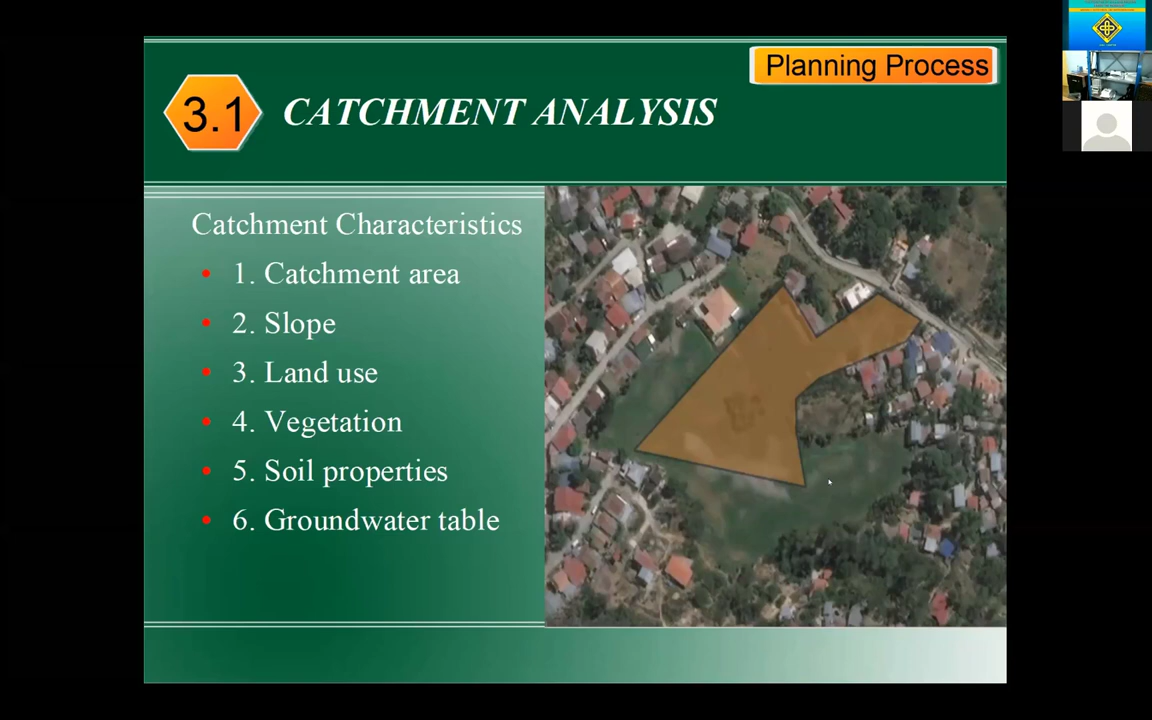 Planning Process
3.1
CATCHMENT ANALYSIS
Catchment Characteristics
• 1. Catchment area
• 2. Slope
• 3. Land use
• 4. Vegetation
• 5. Soil properties
• 6. Groundwater table